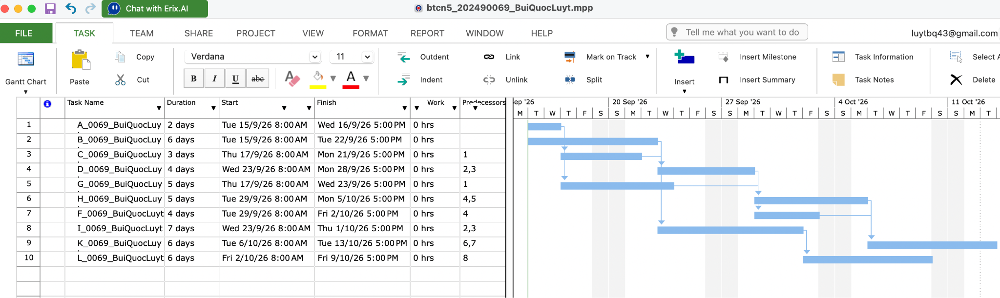 Chat with Erix.AI
btcn5_202490069_BuiQuocLuyt.mpp
FILE TASK TEAM SHARE PROJECT VIEW FORMAT REPORT WINDOW HELP Tell me what you want to do luytbq43@gmail.com
Copy Verdana 11 Outdent Link Mark on Track Insert Milestone Task Information Select A
Gantt Chart Paste Cut B I U abc A A Indent Unlink Split Insert Insert Summary Task Notes Delete
Task Name Duration Start Finish Work Predecessors ep '26 20 Sep '26 27 Sep '26 4 Oct '26 11 Oct '26
M T W T F S S M T W T F S S M T W T F S S M T W T F S S M T
1 A_0069_BuiQuocLuy 2 days Tue 15/9/26 8:00 AM Wed 16/9/26 5:00 PM 0 hrs
2 B_0069_BuiQuocLuy 6 days Tue 15/9/26 8:00 AM Tue 22/9/26 5:00 PM 0 hrs
3 C_0069_BuiQuocLuy 3 days Thu 17/9/26 8:00 AM Mon 21/9/26 5:00 PM 0 hrs 1
4 D_0069_BuiQuocLuy 4 days Wed 23/9/26 8:00 AM Mon 28/9/26 5:00 PM 0 hrs 2,3
5 G_0069_BuiQuocLuy 5 days Thu 17/9/26 8:00 AM Wed 23/9/26 5:00 PM 0 hrs 1
6 H_0069_BuiQuocLuy 5 days Tue 29/9/26 8:00 AM Mon 5/10/26 5:00 PM 0 hrs 4,5
7 F_0069_BuiQuocLuyt 4 days Tue 29/9/26 8:00 AM Fri 2/10/26 5:00 PM 0 hrs 4
8 I_0069_BuiQuocLuyt 7 days Wed 23/9/26 8:00 AM Thu 1/10/26 5:00 PM 0 hrs 2,3
9 K_0069_BuiQuocLuy 6 days Tue 6/10/26 8:00 AM Tue 13/10/26 5:00 PM 0 hrs 6,7
10 L_0069_BuiQuocLuyt 6 days Fri 2/10/26 8:00 AM Fri 9/10/26 5:00 PM 0 hrs 8